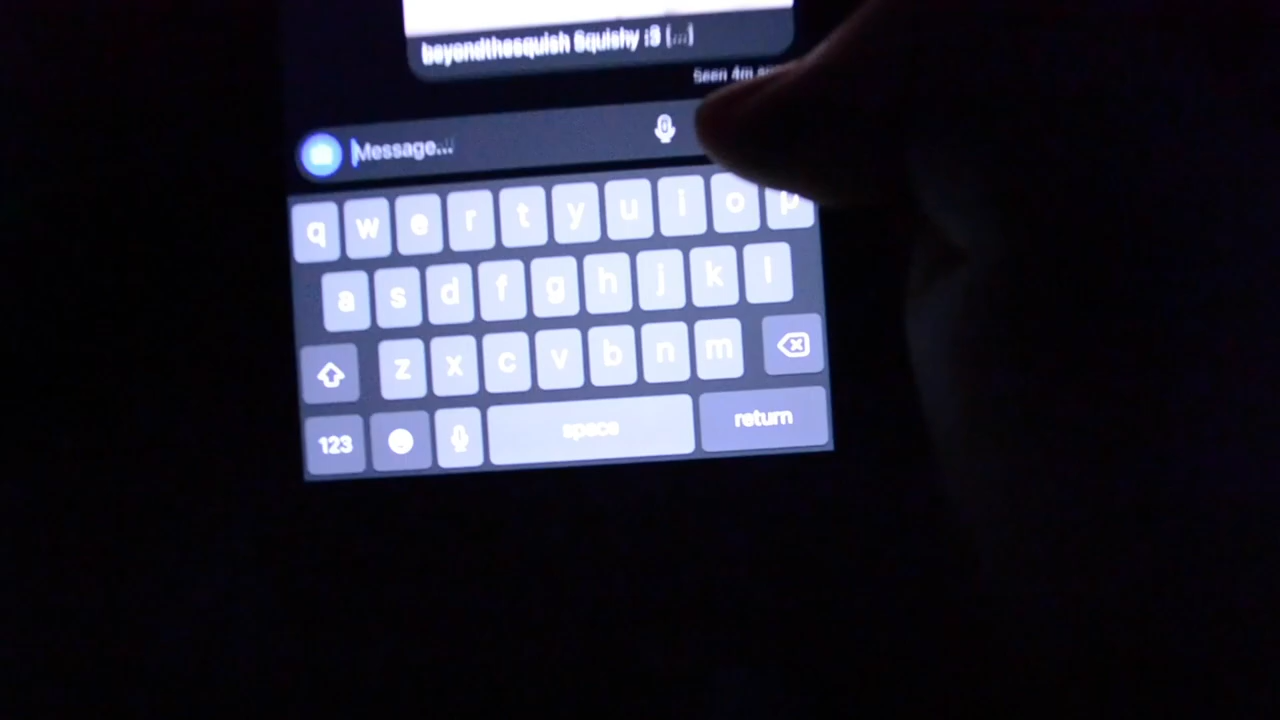 beyondthesquish Squishy :3 [...]
Seen 4m
Message...
q w e r t y u i o p
a s d f g h j k l
z x c v b n m
123 space return